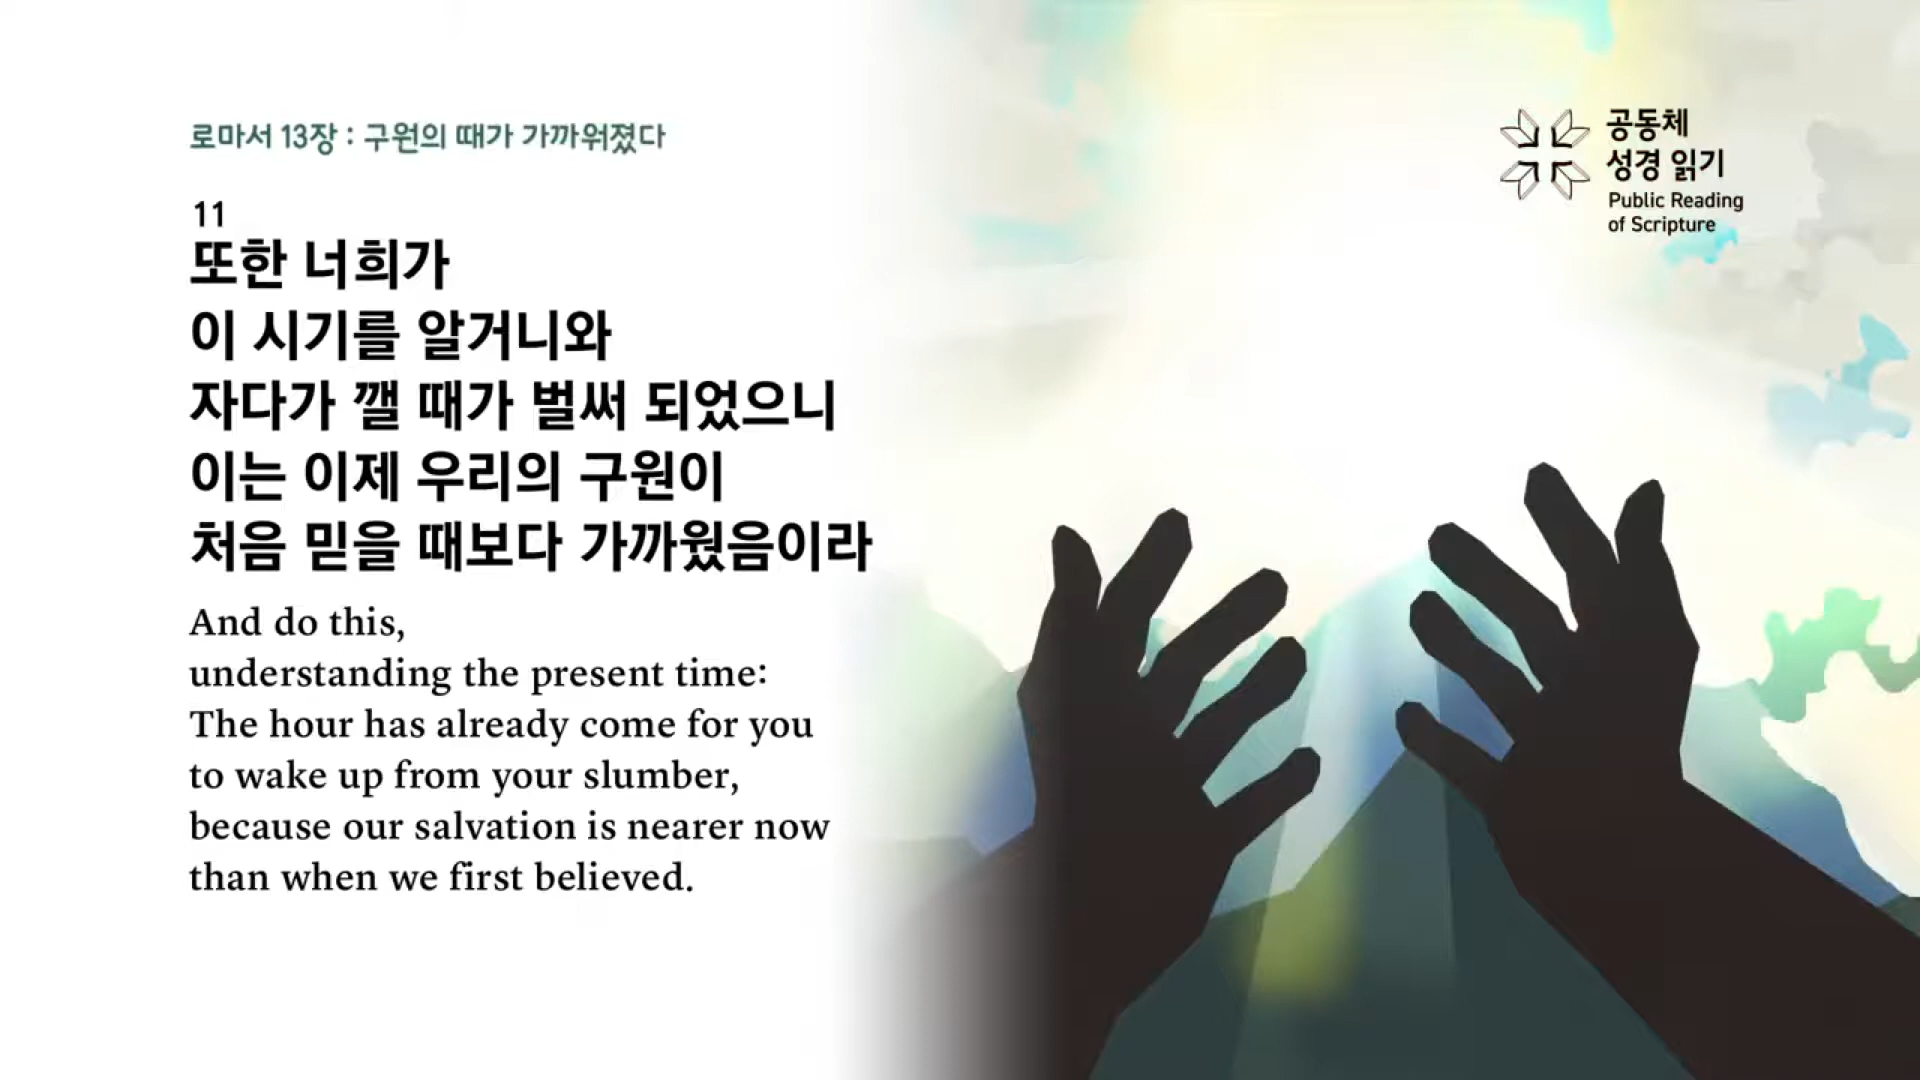 로마서 13장 : 구원의 때가 가까워졌다
11
또한 너희가
이 시기를 알거니와
자다가 깰 때가 벌써 되었으니
이는 이제 우리의 구원이
처음 믿을 때보다 가까웠음이라
And do this,
understanding the present time:
The hour has already come for you
to wake up from your slumber,
because our salvation is nearer now
than when we first believed.
공동체
성경 읽기
Public Reading
of Scripture